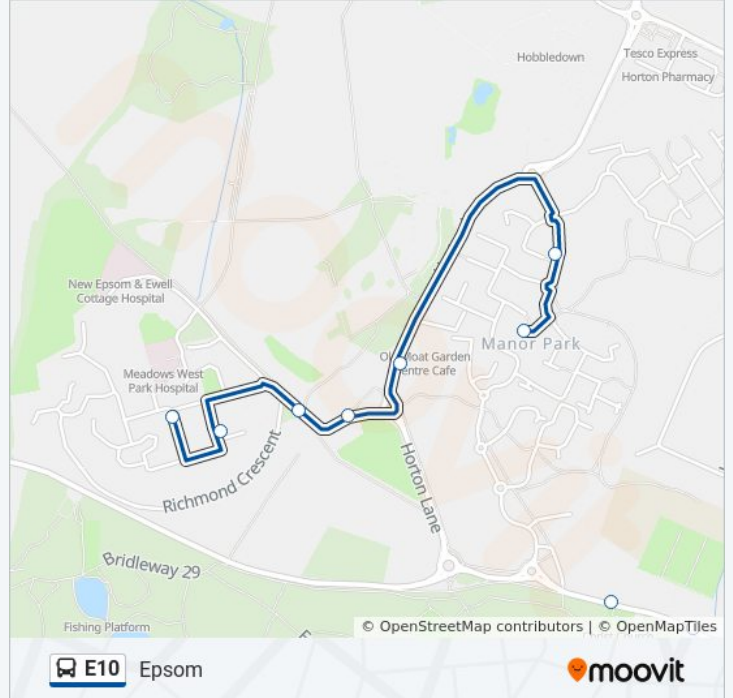 Hobbledown
Tesco Express
Horton Pharmacy
New Epsom & Ewell
Cottage Hospital
Manor Park
Old Moat Garden
Centre Cafe
Meadows West
Park Hospital
Richmond Crescent
Horton Lane
Bridleway 29
Fishing Platform
© OpenStreetMap contributors | © OpenMapTiles
E10 Epsom
moovit